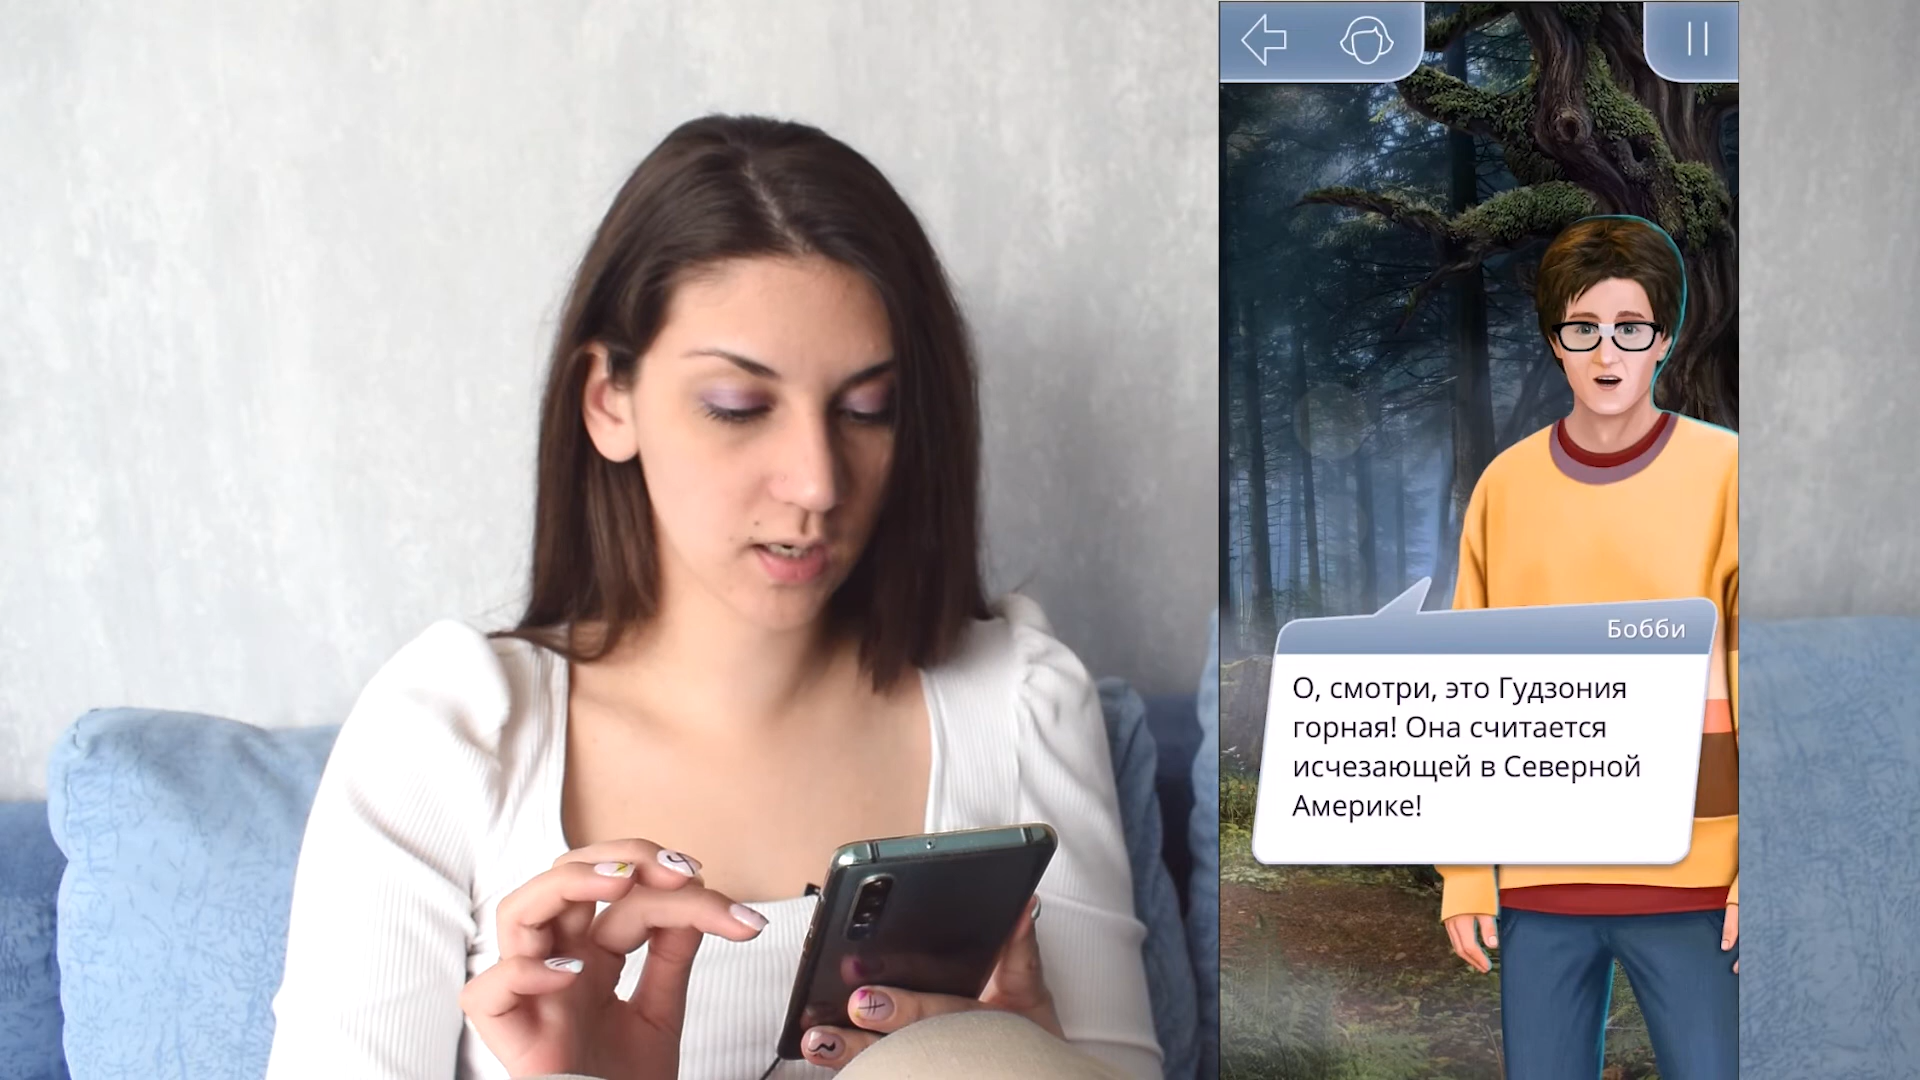 Бобби
О, смотри, это Гудзония
горная! Она считается
исчезающей в Северной
Америке!